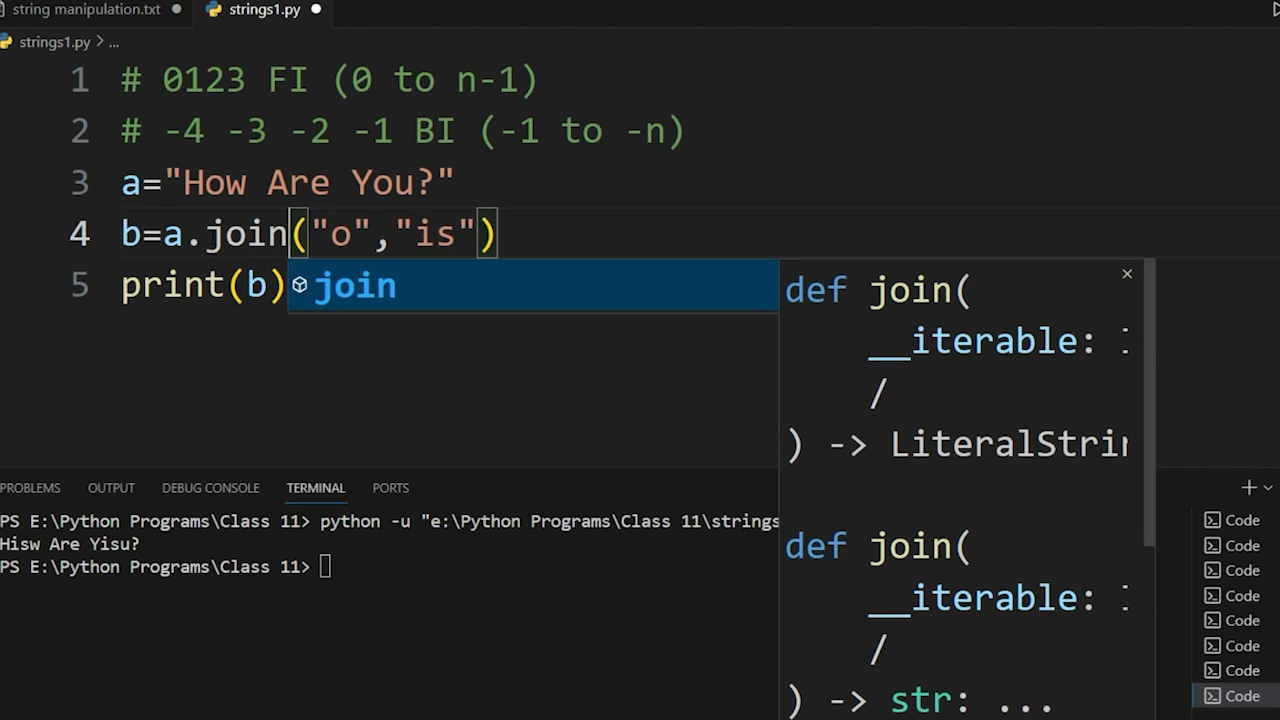 string manipulation.txt
strings1.py
strings1.py > ...
1 # 0123 FI (0 to n-1)
2 # -4 -3 -2 -1 BI (-1 to -n)
3 a="How Are You?"
4 b=a.join("o","is")
5 print(b)
join
def join(
__iterable:
/
) -> LiteralStrin
def join(
__iterable:
/
) -> str: ...
PROBLEMS OUTPUT DEBUG CONSOLE TERMINAL PORTS
PS E:\Python Programs\Class 11> python -u "e:\Python Programs\Class 11\strings
Hisw Are Yisu?
PS E:\Python Programs\Class 11>
Code
Code
Code
Code
Code
Code
Code
Code